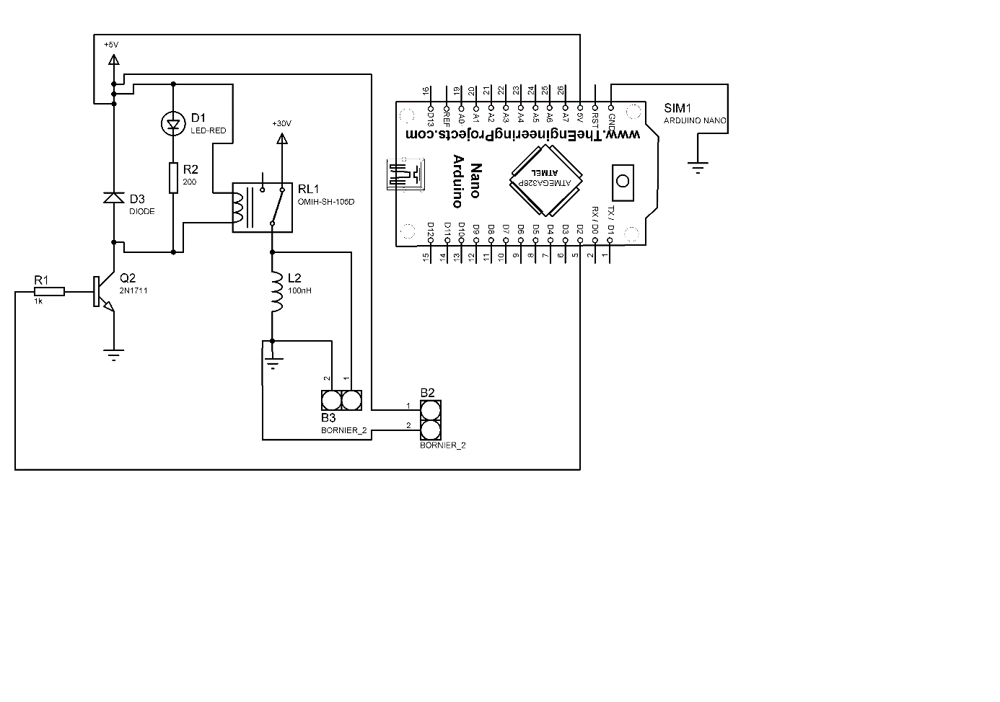 +5V
D1
LED-RED
R2
200
D3
DIODE
+30V
RL1
OMIH-SH-105D
R1
1k
Q2
2N1711
L2
100nH
2
1
B3
BORNIER_2
B2
1
2
BORNIER_2
16
19
20
21
22
23
24
25
26
D13
REF
A0
A1
A2
A3
A4
A5
A6
A7
5V
RST
GND
www.TheEngineeringProjects.com
Arduino
Nano
ATMEL
ATMEGA328P
SIM1
ARDUINO NANO
D12
D11
D10
D9
D8
D7
D6
D5
D4
D3
D2
RX / D0
TX / D1
15
14
13
12
11
10
9
8
7
6
5
2
1